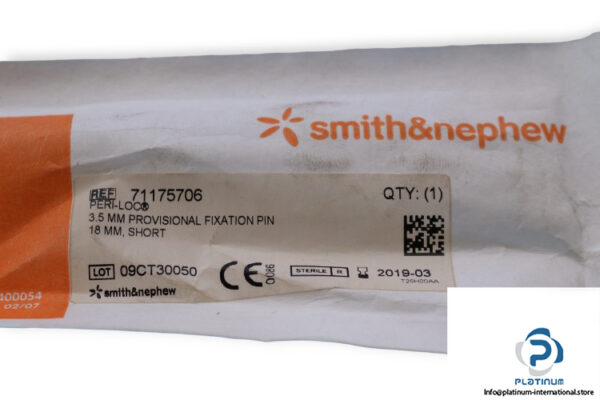 smith&nephew
REF 71175706 QTY: (1)
PERI-LOC®
3.5 MM PROVISIONAL FIXATION PIN
18 MM, SHORT
LOT 09CT30050 CE 0086 STERILE R 2019-03
smith&nephew
T26H00AA
400054
02/07
PLATINUM
Info@platinum-international.store